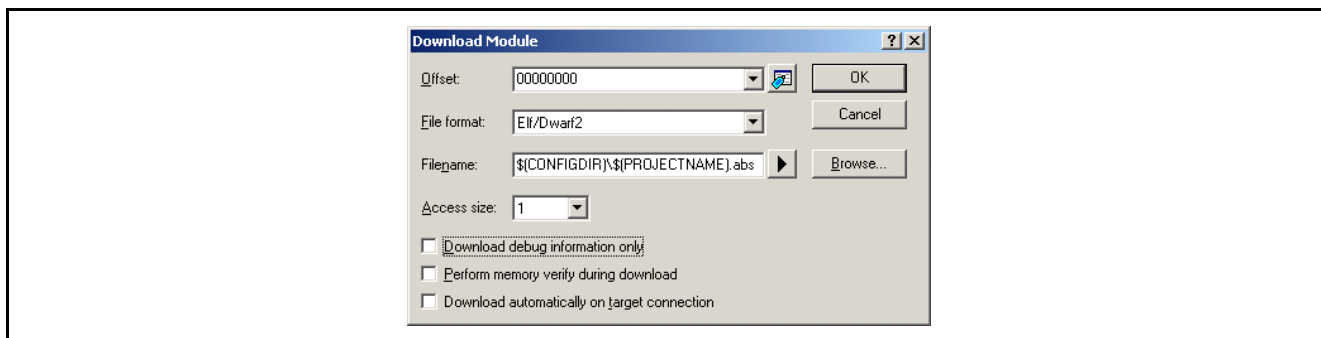 Download Module
Offset: 00000000 OK
File format: Elf/Dwarf2 Cancel
Filename: $(CONFIGDIR)\$(PROJECTNAME).abs Browse...
Access size: 1
Download debug information only
Perform memory verify during download
Download automatically on target connection